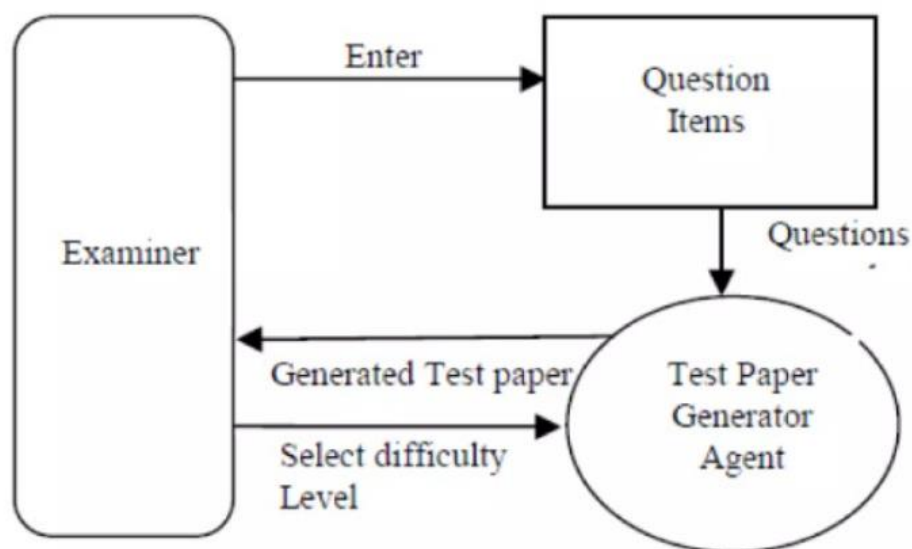 Enter
Question
Items
Examiner
Questions
Generated Test paper
Test Paper
Generator
Agent
Select difficulty
Level